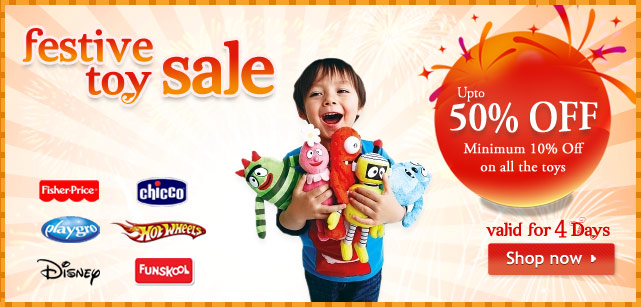 festive
toy sale
Fisher-Price
chicco
playgro
Hot Wheels
Disney
FUNSKOOL
Upto
50% OFF
Minimum 10% Off
on all the toys
valid for 4 Days
Shop now